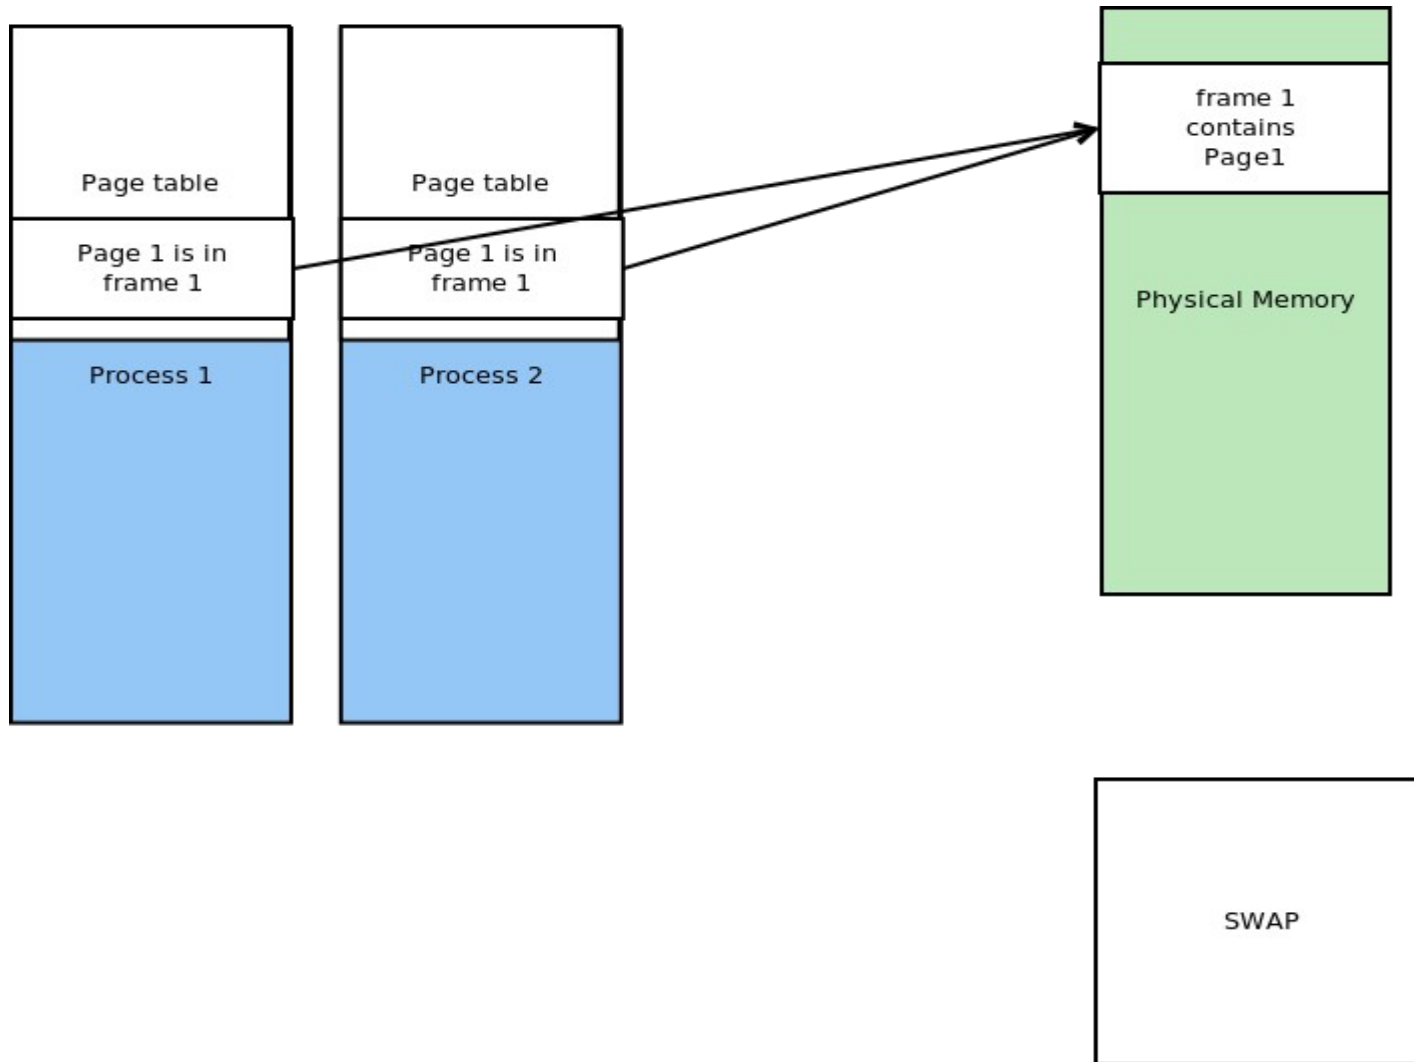 Page table
Page 1 is in
frame 1
Process 1
Page table
Page 1 is in
frame 1
Process 2
frame 1
contains
Page1
Physical Memory
SWAP